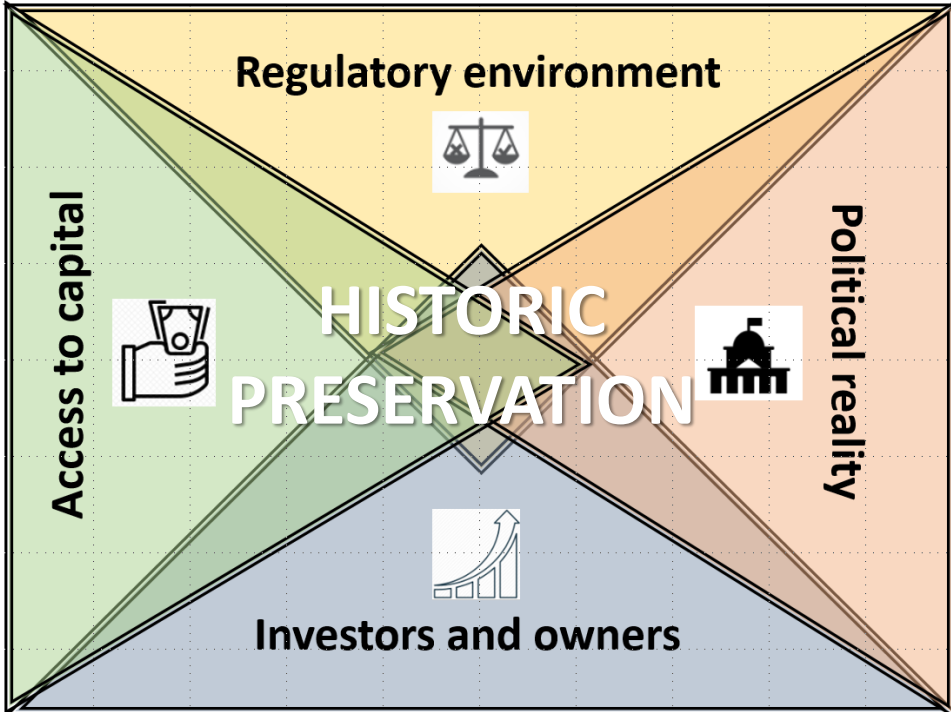 Regulatory environment
Access to capital
HISTORIC
PRESERVATION
Political reality
Investors and owners